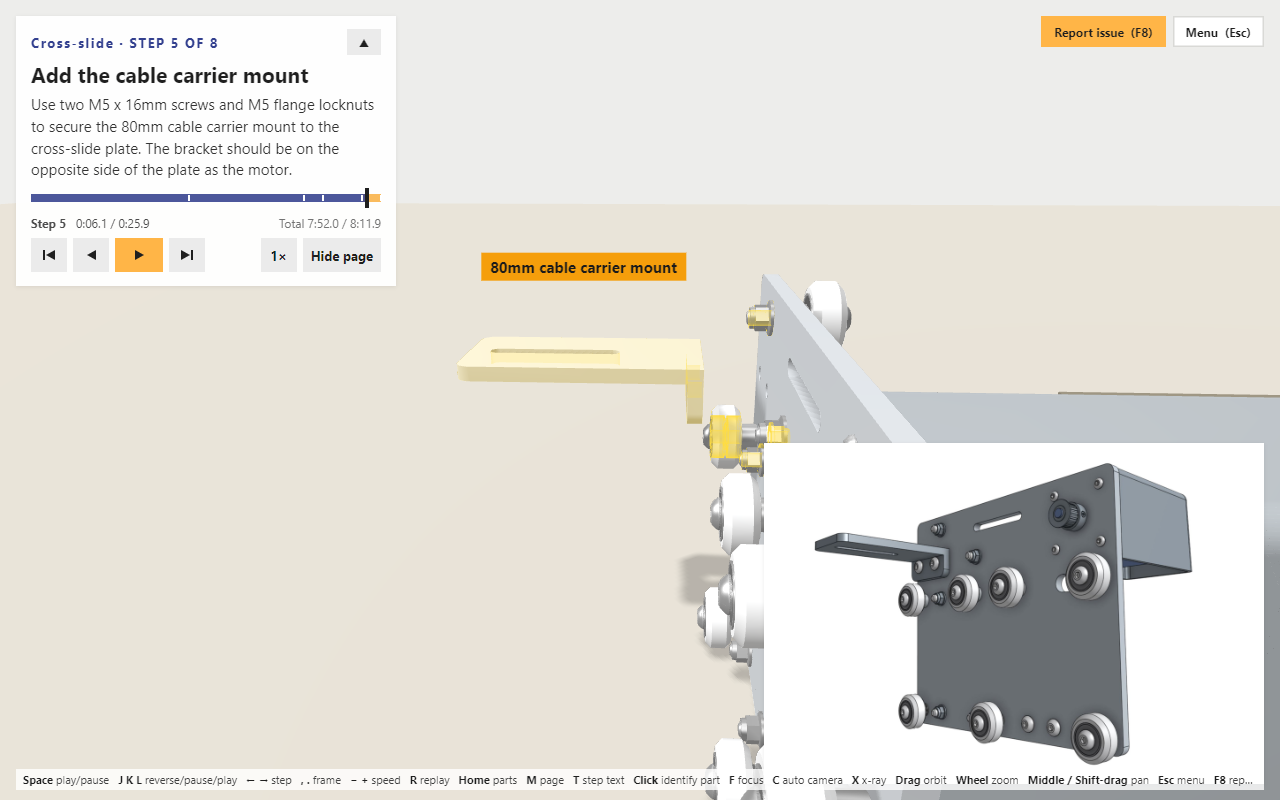 Cross-slide · STEP 5 OF 8
▲
Report issue (F8)
Menu (Esc)
Add the cable carrier mount
Use two M5 x 16mm screws and M5 flange locknuts
to secure the 80mm cable carrier mount to the
cross-slide plate. The bracket should be on the
opposite side of the plate as the motor.
Step 5 0:06.1 / 0:25.9
Total 7:52.0 / 8:11.9
1×
Hide page
80mm cable carrier mount
Space play/pause J K L reverse/pause/play ← → step , . frame − + speed R replay Home parts M page T step text Click identify part F focus C auto camera X x-ray Drag orbit Wheel zoom Middle / Shift-drag pan Esc menu F8 rep...